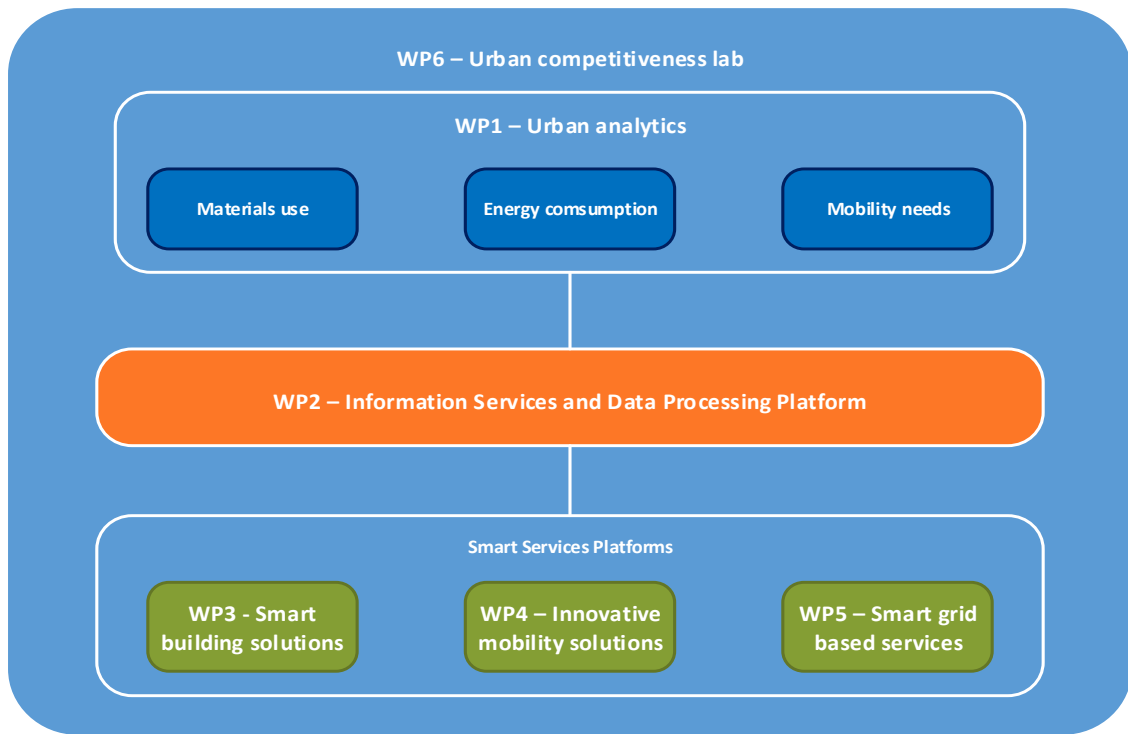 WP6 – Urban competitiveness lab
WP1 – Urban analytics
Materials use
Energy comsumption
Mobility needs
WP2 – Information Services and Data Processing Platform
Smart Services Platforms
WP3 - Smart
building solutions
WP4 – Innovative
mobility solutions
WP5 – Smart grid
based services